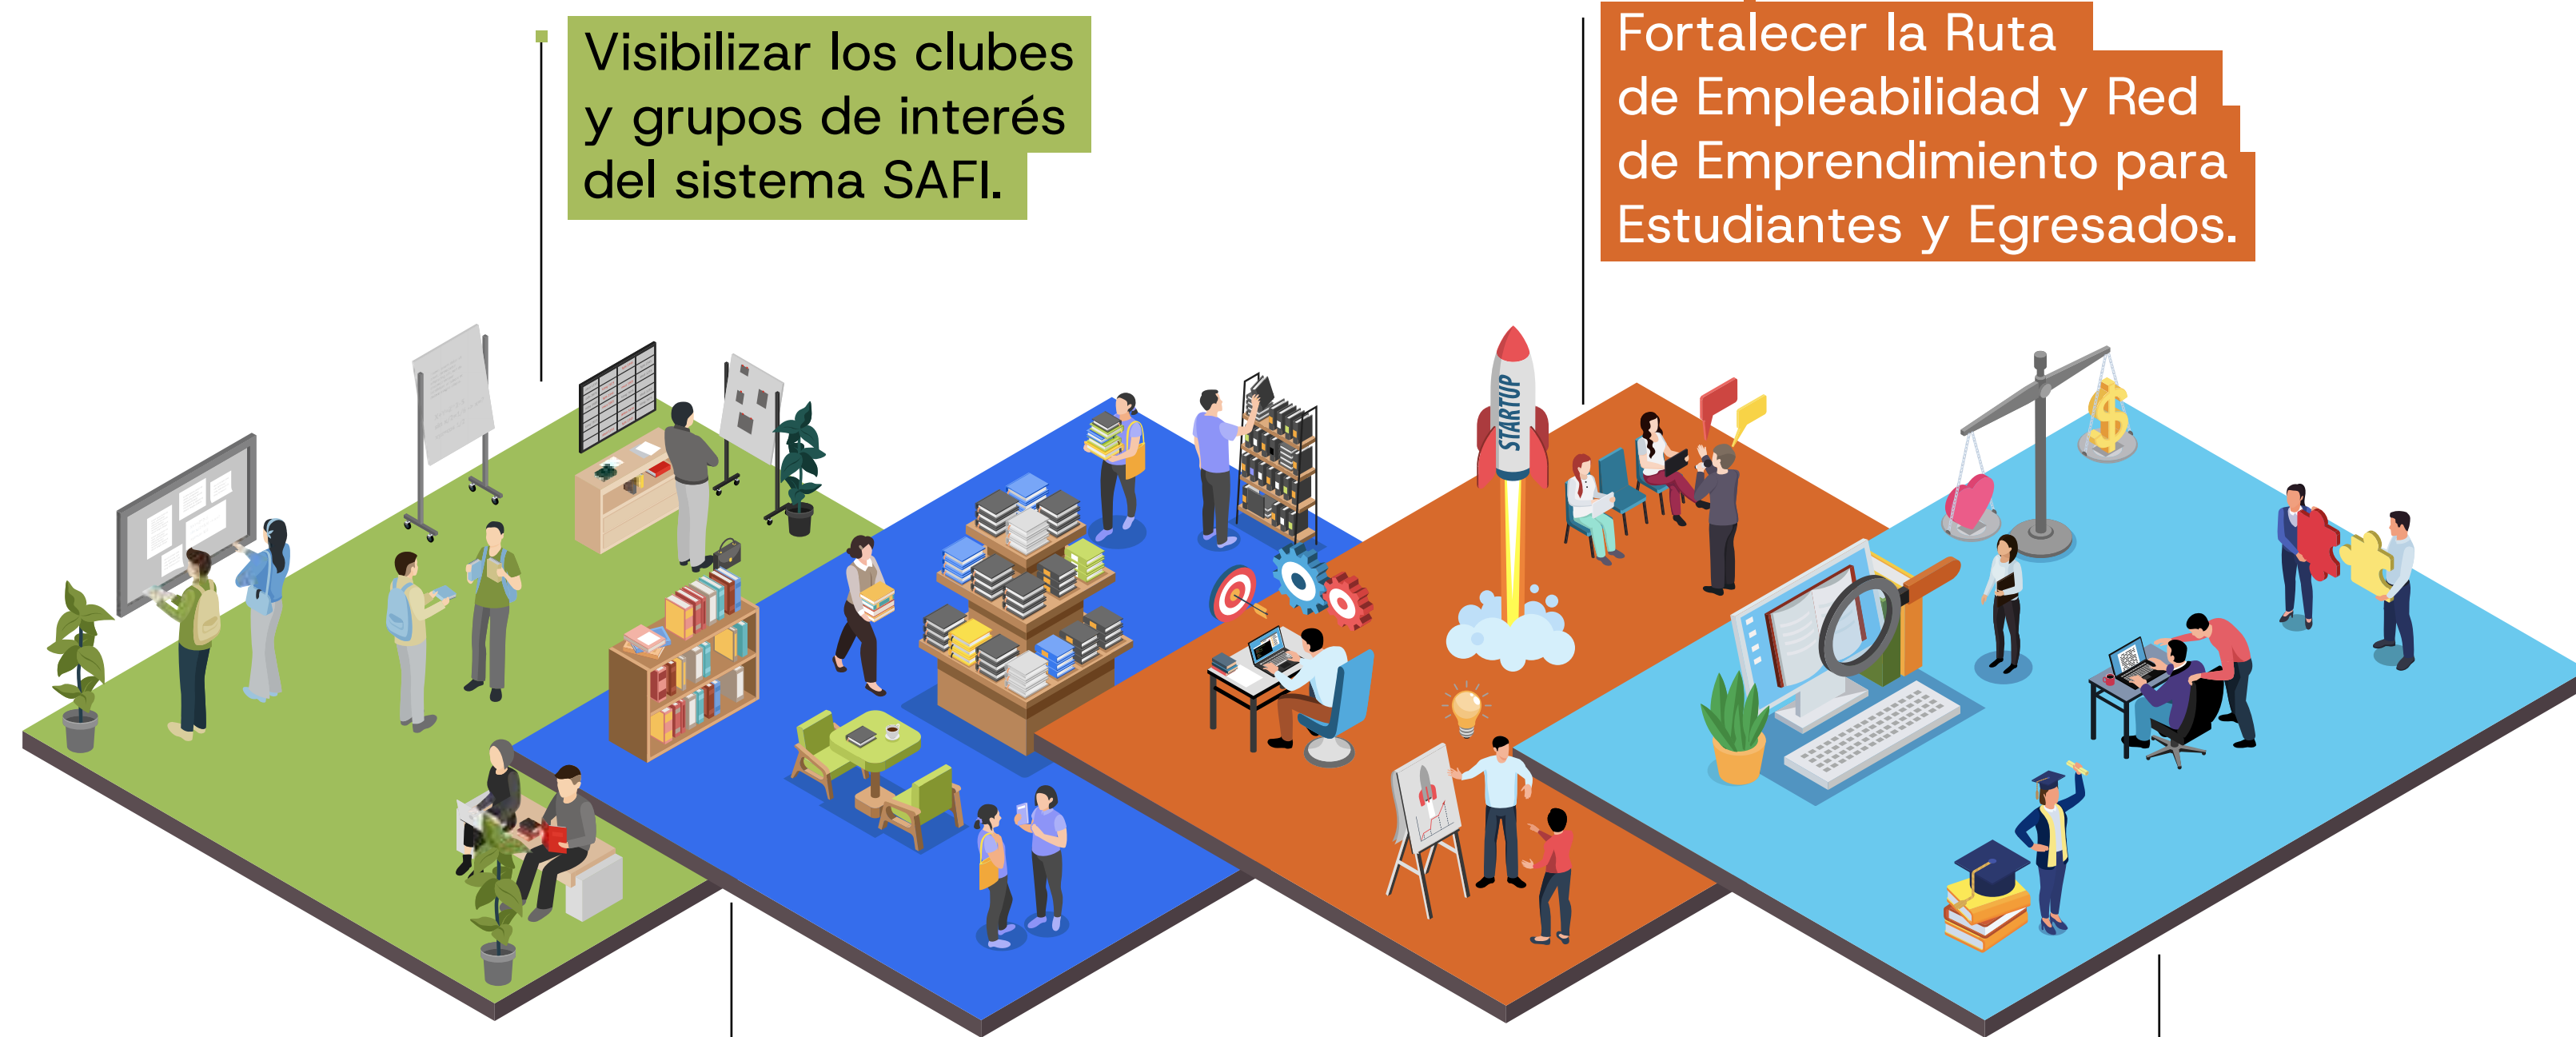 Visibilizar los clubes
y grupos de interés
del sistema SAFI.
Fortalecer la Ruta
de Empleabilidad y Red
de Emprendimiento para
Estudiantes y Egresados.
STARTUP